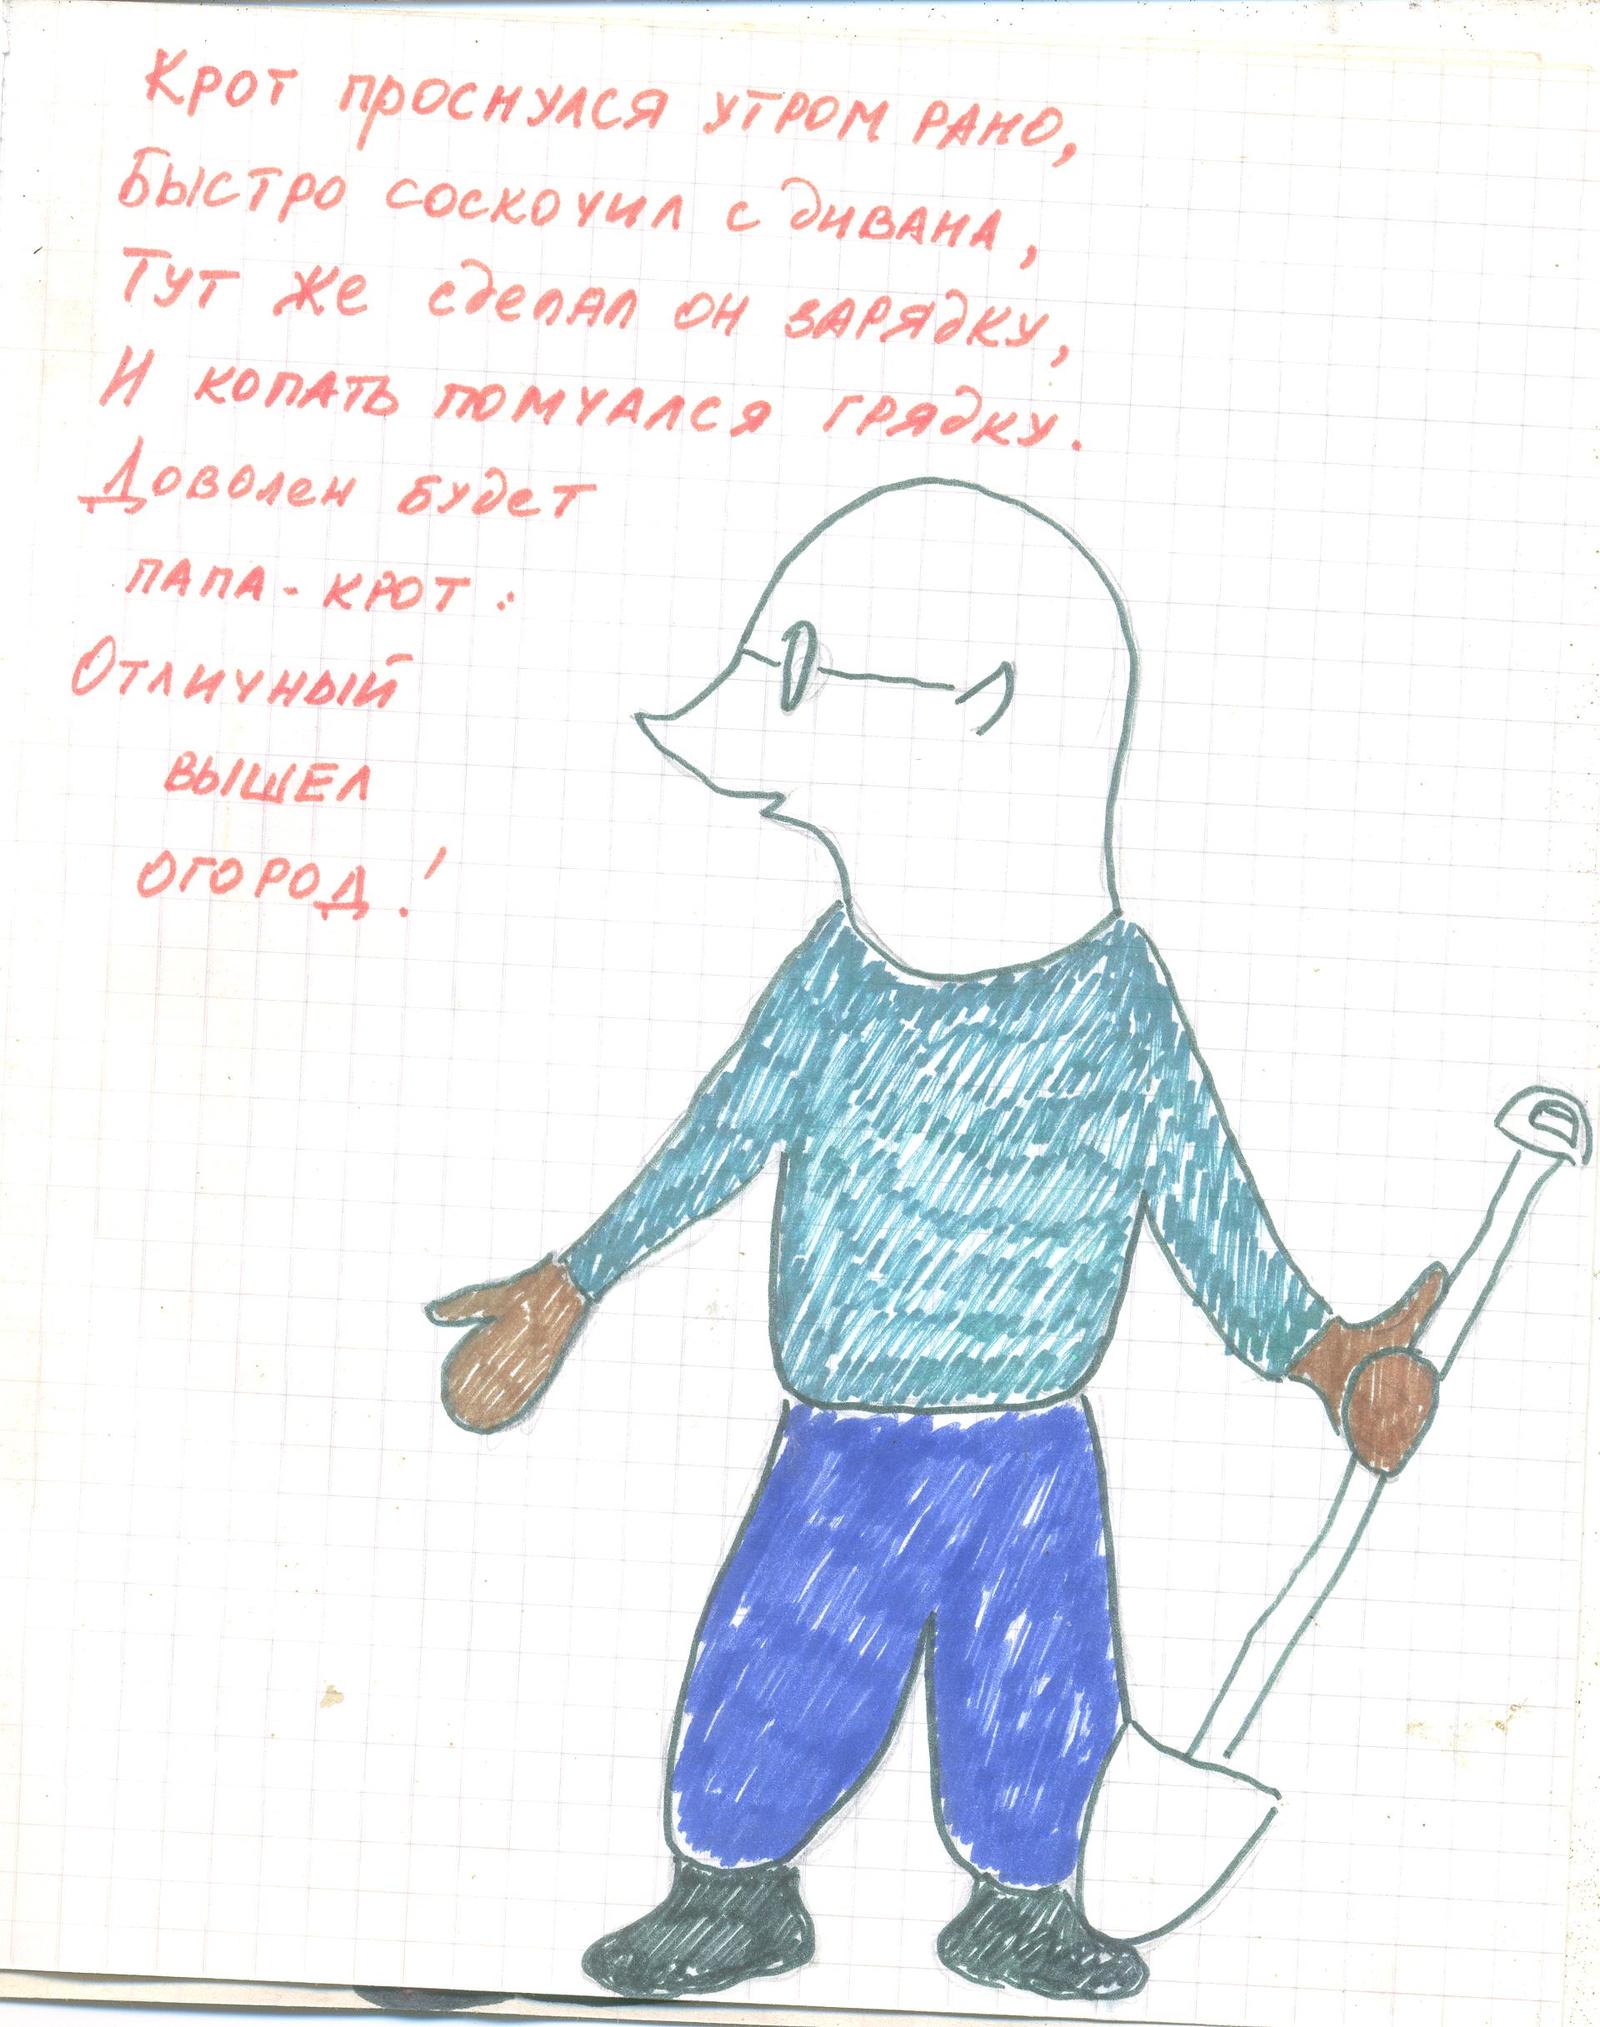 Крот проснулся утром рано,
Быстро соскочил с дивана,
Тут же сделал он зарядку,
И копать помчался грядку.
Доволен будет
папа-крот:
Отличный
вышел
огород!